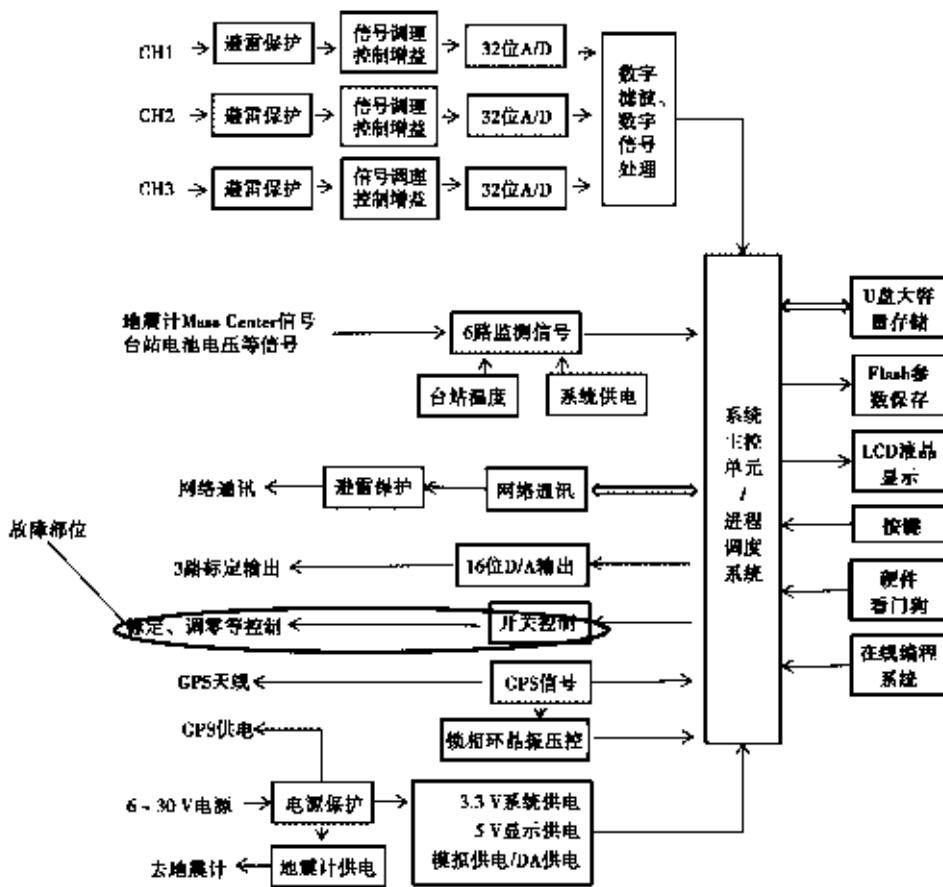 CH1
避雷保护
信号调理
控制增益
32位A/D
数字
滤波、
数字
信号
处理
CH2
避雷保护
信号调理
控制增益
32位A/D
CH3
避雷保护
信号调理
控制增益
32位A/D
地震计Mass Center信号
台站电池电压等信号
6路监测信号
台站温度
系统供电
系统
主控
单元
/
进程
调度
系统
U盘大容
量存储
Flash参
数保存
LCD液晶
显示
按键
硬件
看门狗
在线编程
系统
网络通讯
避雷保护
网络通讯
故障部位
3路标定输出
16位D/A输出
标定、调零等控制
开关控制
GPS天线
GPS信号
GPS供电
锁相环晶振压控
6~30 V电源
电源保护
3.3 V系统供电
5 V显示供电
模拟供电/DA供电
去地震计
地震计供电